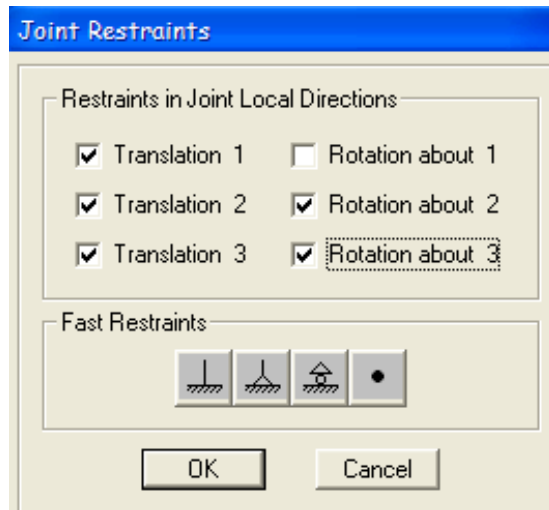 Joint Restraints
Restraints in Joint Local Directions
Translation 1 Rotation about 1
Translation 2 Rotation about 2
Translation 3 Rotation about 3
Fast Restraints
OK Cancel